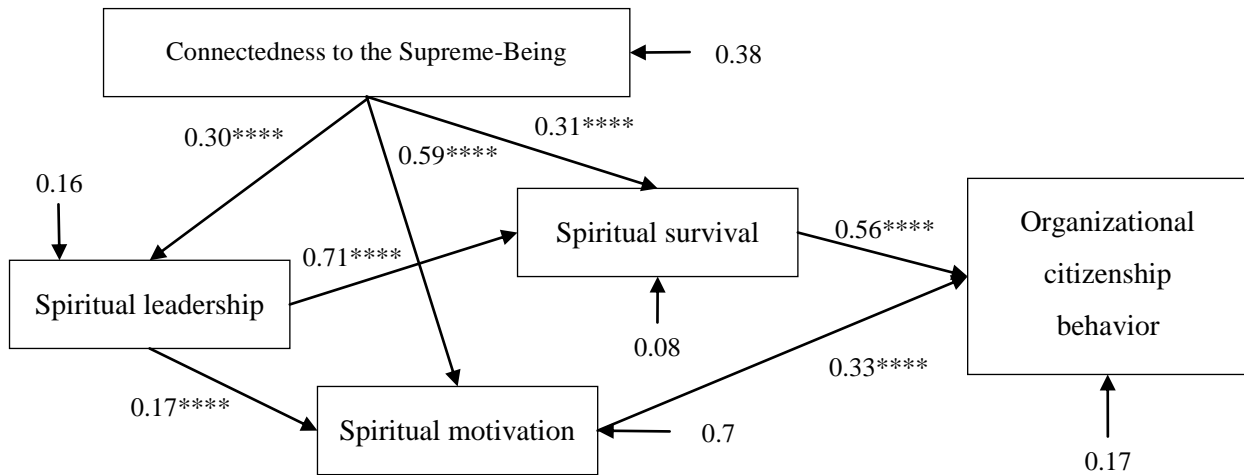 Connectedness to the Supreme-Being
0.38
0.30****
0.31****
0.59****
0.16
Spiritual survival
Organizational
citizenship
behavior
0.56****
0.71****
Spiritual leadership
0.08
0.33****
0.17****
Spiritual motivation
0.7
0.17